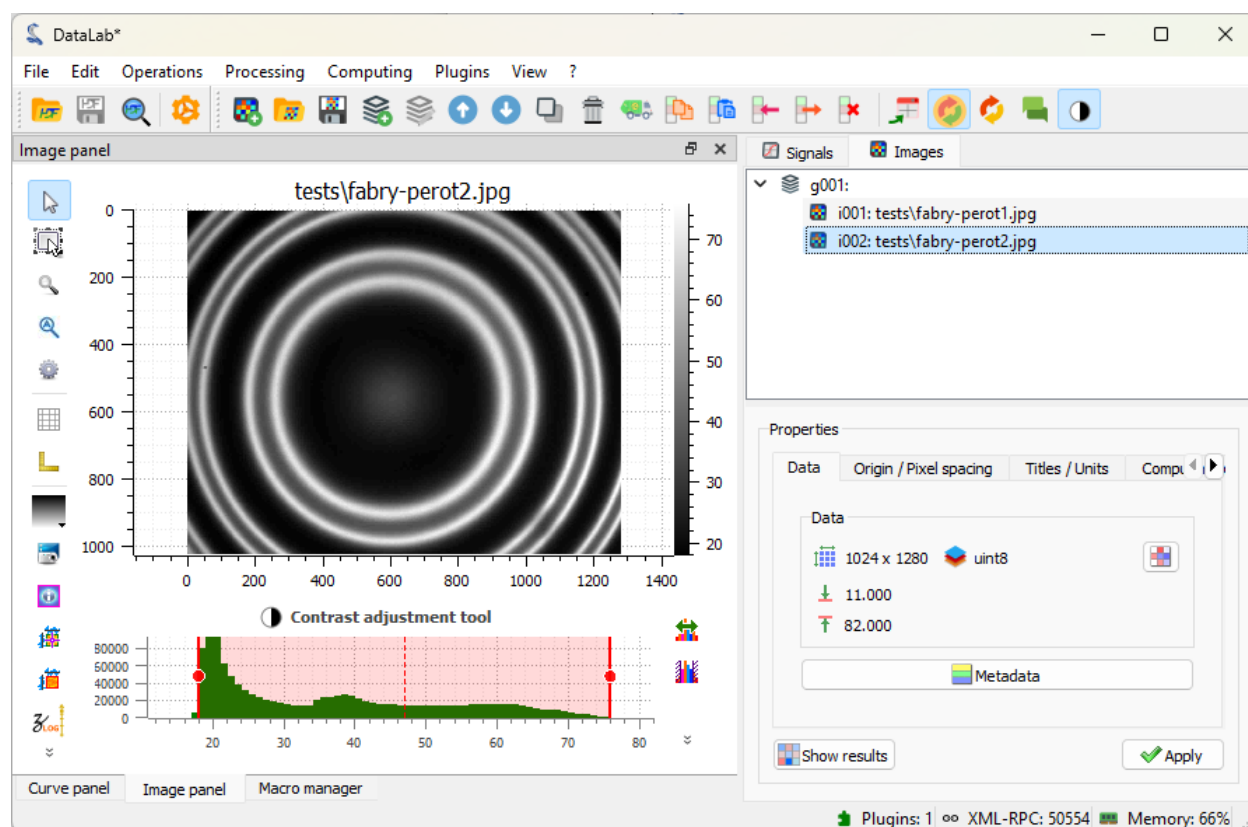 DataLab*
File Edit Operations Processing Computing Plugins View ?
Image panel
tests\fabry-perot2.jpg
0
200
400
600
800
1000
0 200 400 600 800 1000 1200 1400
70
60
50
40
30
20
Contrast adjustment tool
80000
60000
40000
20000
0
20 30 40 50 60 70 80
Curve panel Image panel Macro manager
Signals Images
g001:
i001: tests\fabry-perot1.jpg
i002: tests\fabry-perot2.jpg
Properties
Data Origin / Pixel spacing Titles / Units
Data
1024 x 1280 uint8
11.000
82.000
Metadata
Show results Apply
Plugins: 1 XML-RPC: 50554 Memory: 66%